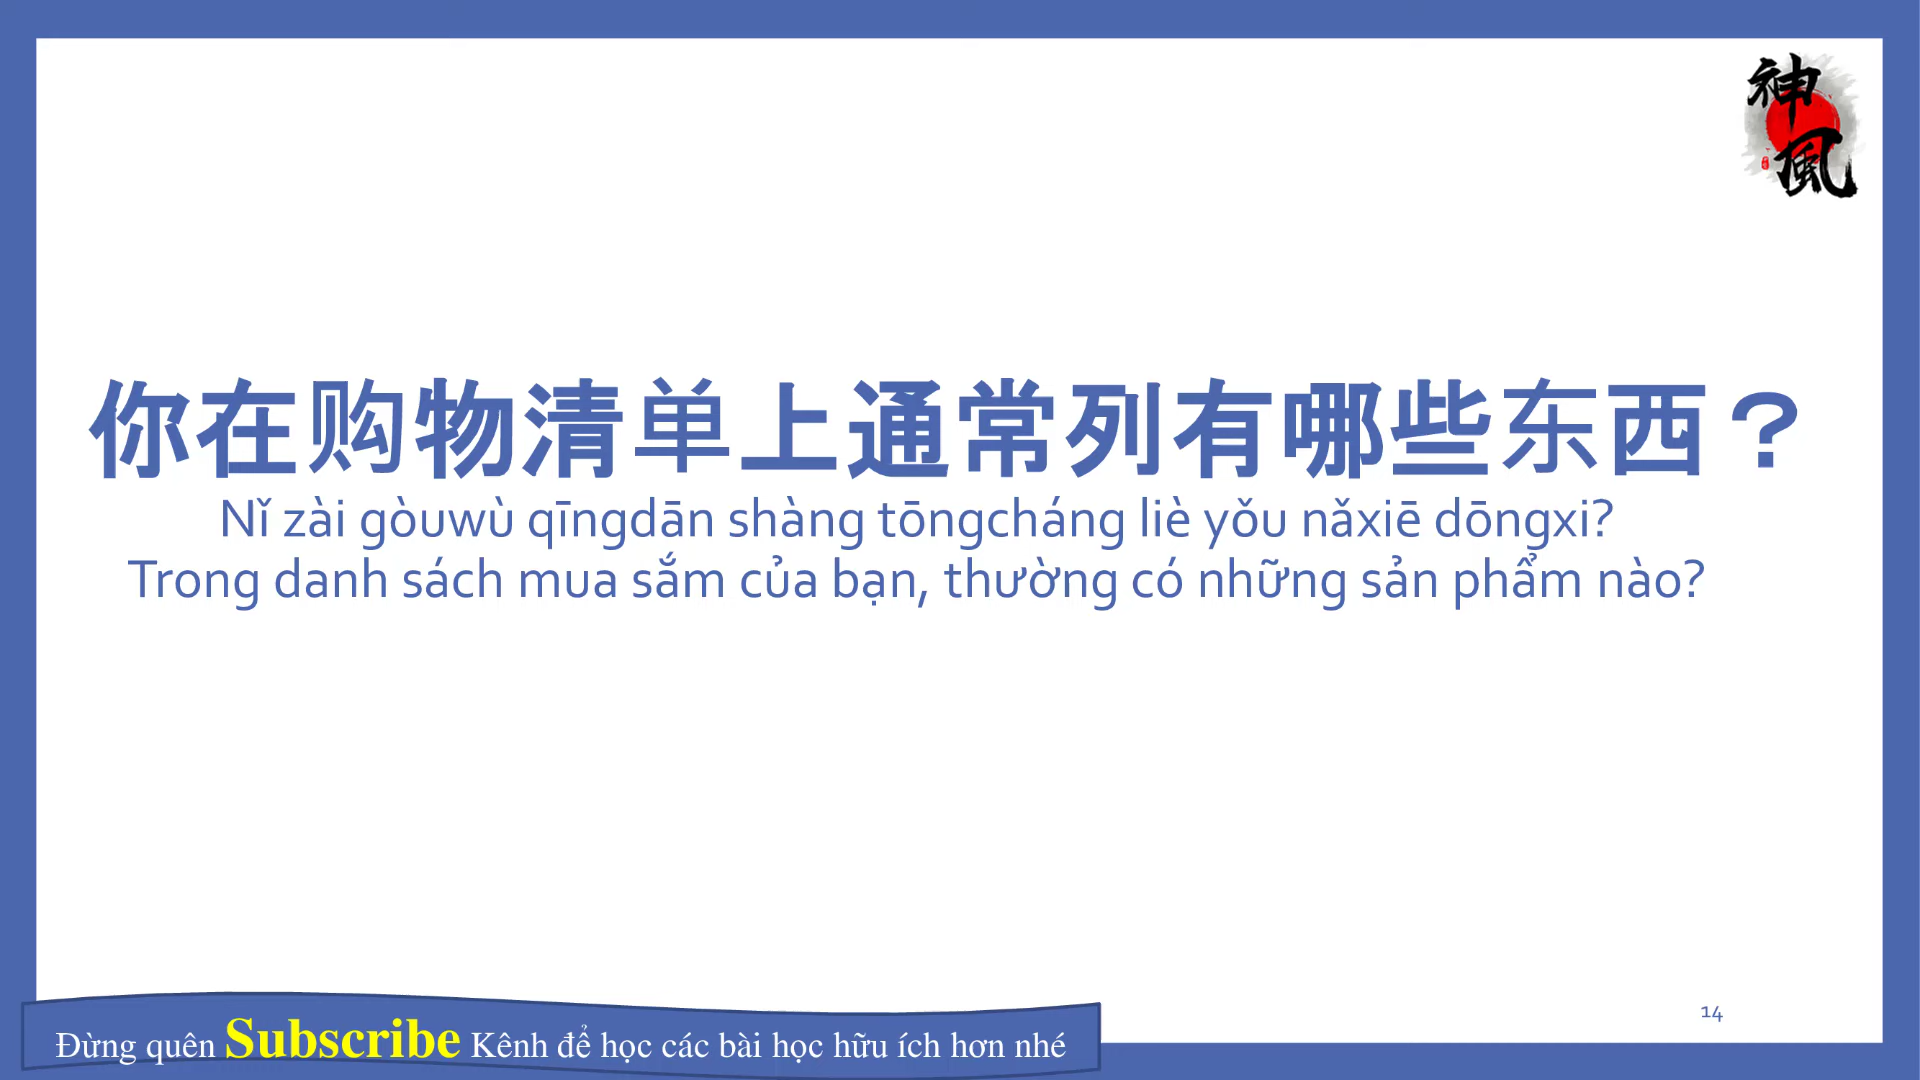 神風
你在购物清单上通常列有哪些东西？
Nǐ zài gòuwù qīngdān shàng tōngcháng liè yǒu nǎxiē dōngxi?
Trong danh sách mua sắm của bạn, thường có những sản phẩm nào?
14
Đừng quên Subscribe Kênh để học các bài học hữu ích hơn nhé